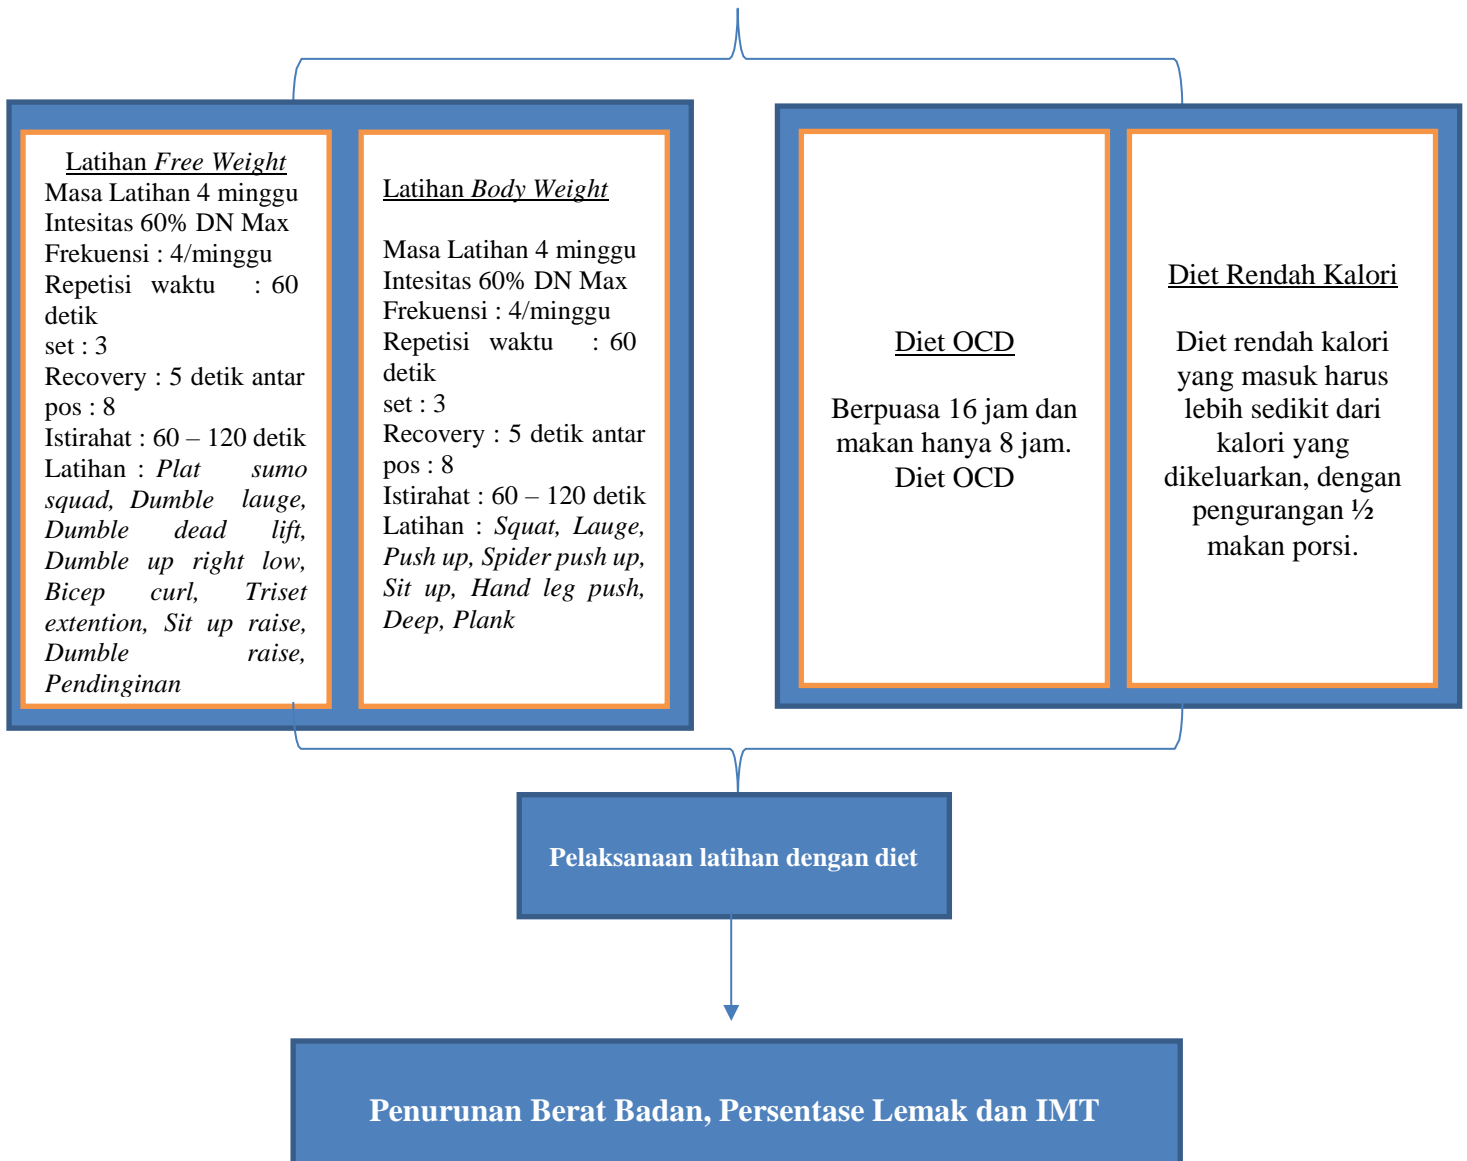 Latihan Free Weight
Masa Latihan 4 minggu
Intesitas 60% DN Max
Frekuensi : 4/minggu
Repetisi waktu : 60
detik
set : 3
Recovery : 5 detik antar
pos : 8
Istirahat : 60 – 120 detik
Latihan : Plat sumo
squad, Dumble lauge,
Dumble dead lift,
Dumble up right low,
Bicep curl, Triset
extention, Sit up raise,
Dumble raise,
Pendinginan
Latihan Body Weight
Masa Latihan 4 minggu
Intesitas 60% DN Max
Frekuensi : 4/minggu
Repetisi waktu : 60
detik
set : 3
Recovery : 5 detik antar
pos : 8
Istirahat : 60 – 120 detik
Latihan : Squat, Lauge,
Push up, Spider push up,
Sit up, Hand leg push,
Deep, Plank
Diet OCD
Berpuasa 16 jam dan
makan hanya 8 jam.
Diet OCD
Diet Rendah Kalori
Diet rendah kalori
yang masuk harus
lebih sedikit dari
kalori yang
dikeluarkan, dengan
pengurangan ½
makan porsi.
Pelaksanaan latihan dengan diet
Penurunan Berat Badan, Persentase Lemak dan IMT